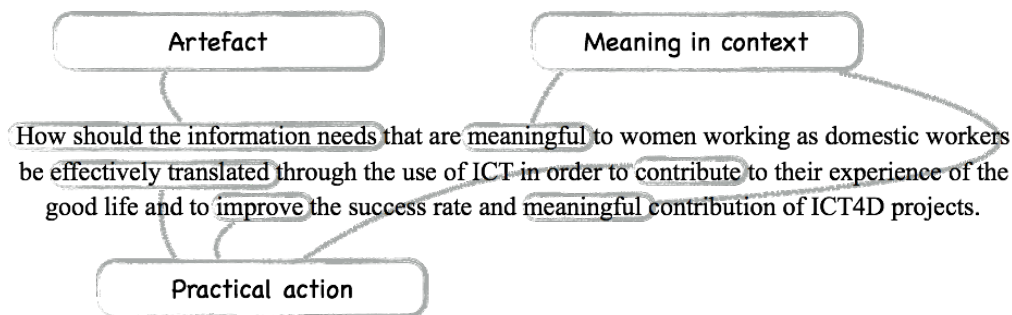 Artefact
Meaning in context
How should the information needs that are meaningful to women working as domestic workers
be effectively translated through the use of ICT in order to contribute to their experience of the
good life and to improve the success rate and meaningful contribution of ICT4D projects.
Practical action